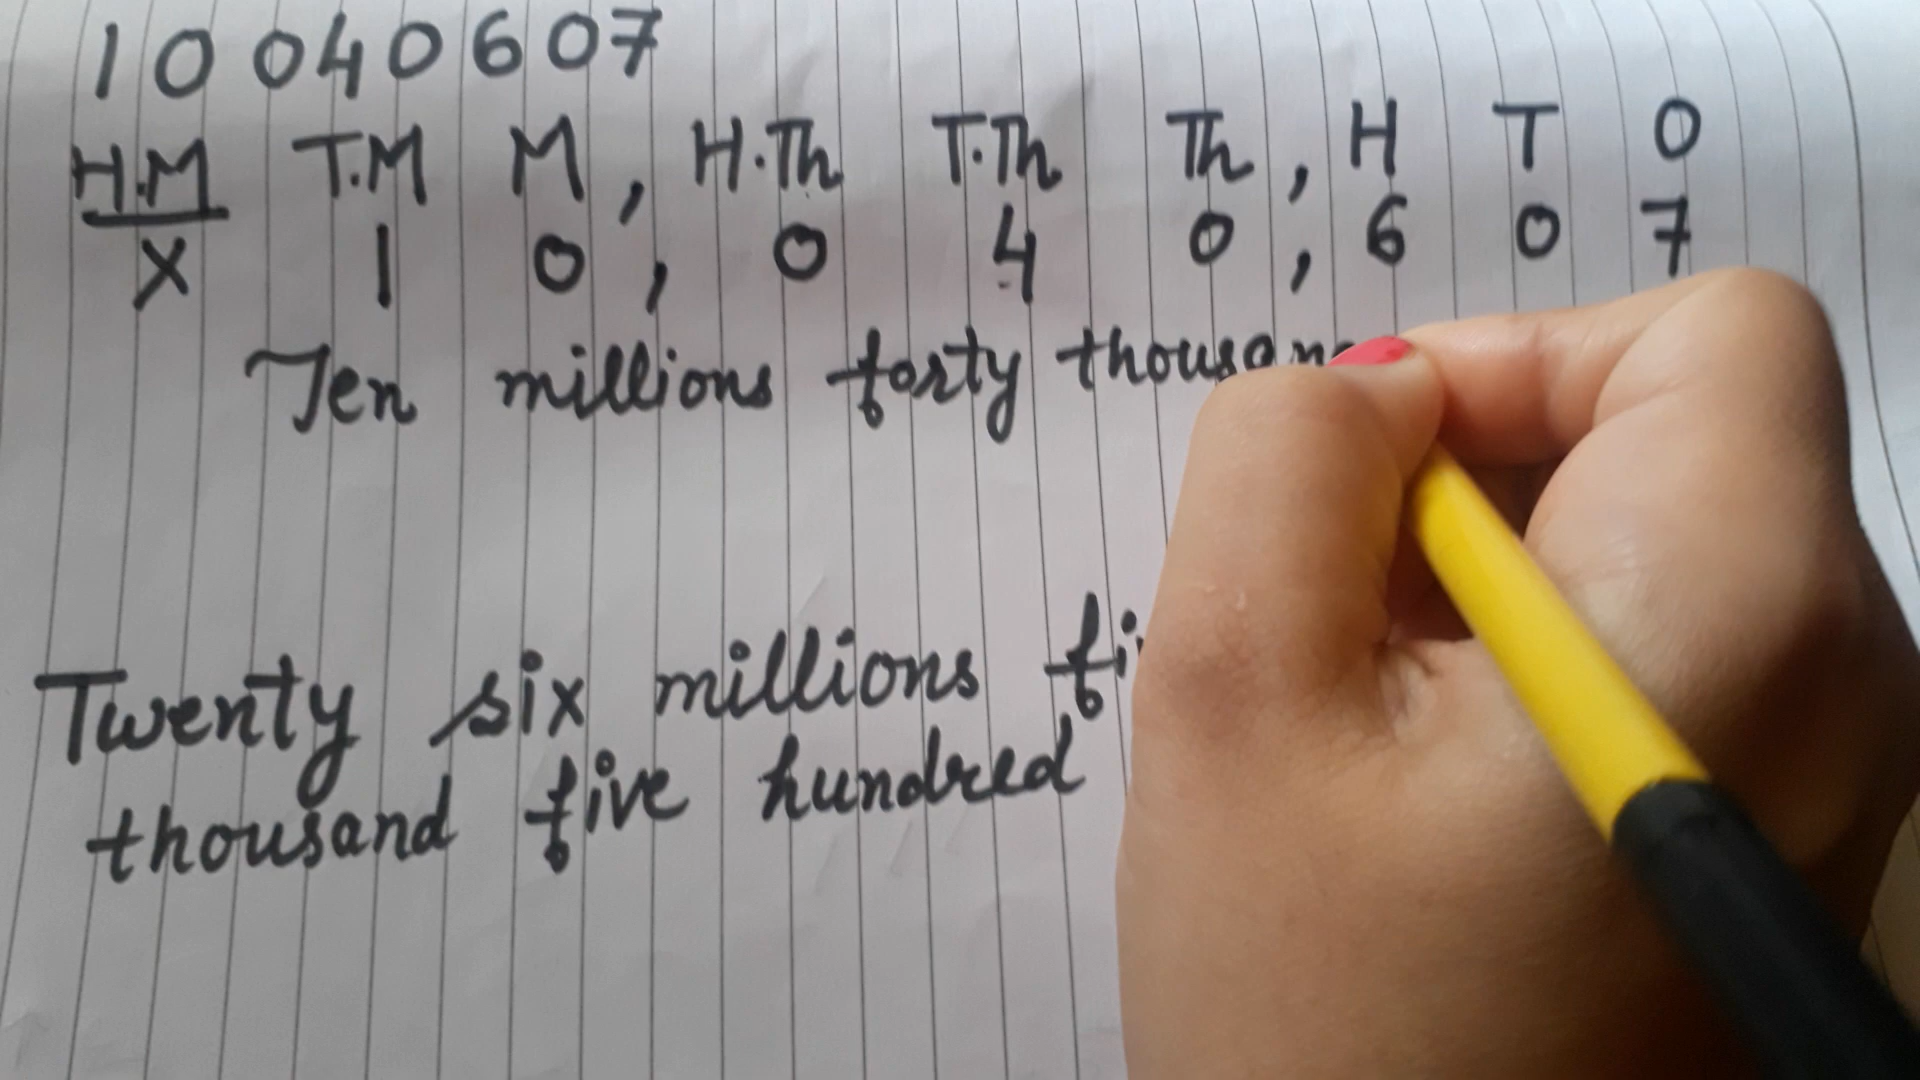 10040607
H.M T.M M, H.Th T.Th Th, H T O
X 1 0, 0 4 0, 6 0 7
Ten millions forty
Twenty six millions
thousand five hundred